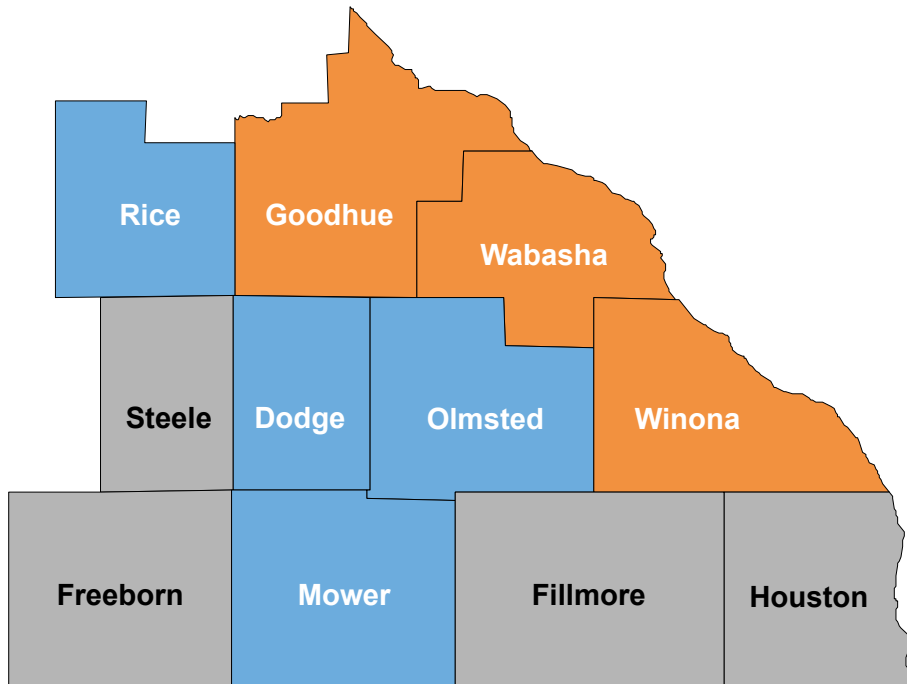 Rice
Goodhue
Wabasha
Steele
Dodge
Olmsted
Winona
Freeborn
Mower
Fillmore
Houston